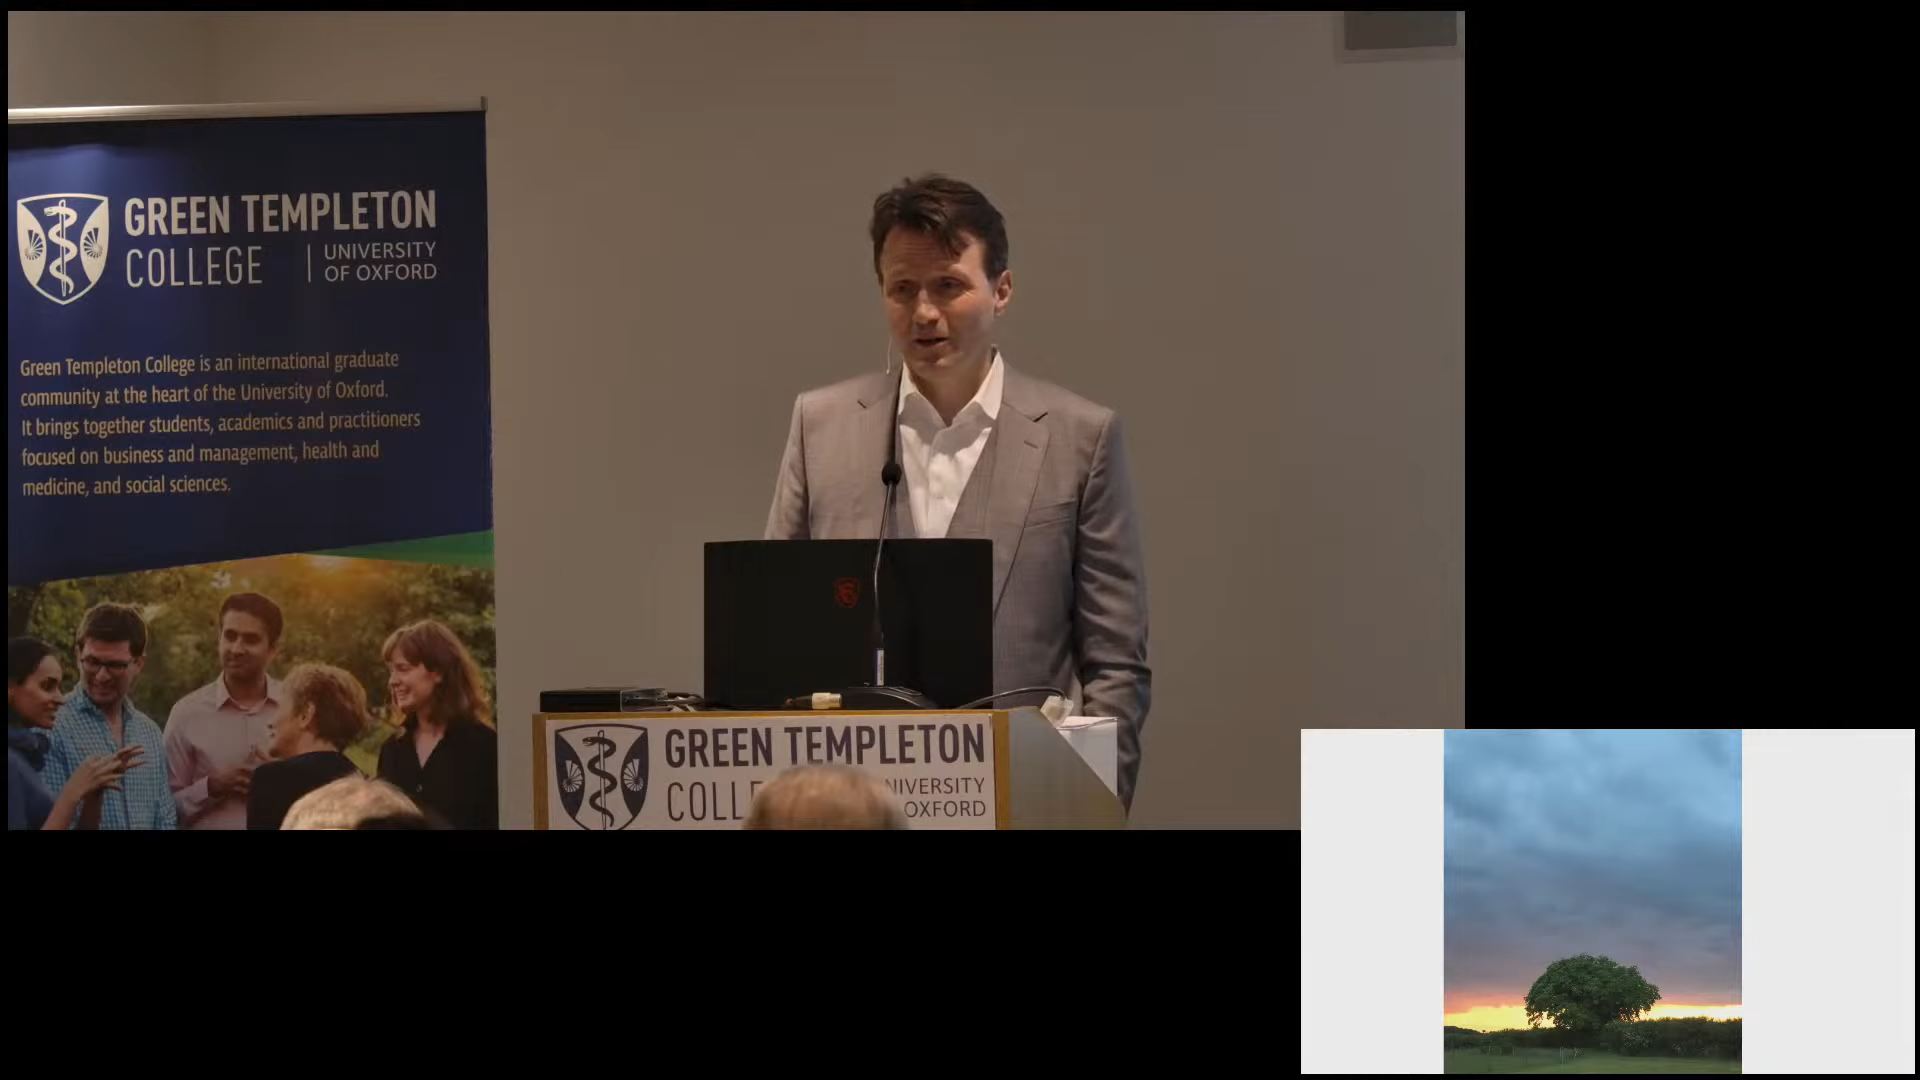 GREEN TEMPLETON
COLLEGE
UNIVERSITY
OF OXFORD
Green Templeton College is an international graduate
community at the heart of the University of Oxford.
It brings together students, academics and practitioners
focused on business and management, health and
medicine, and social sciences.
GREEN TEMPLETON
COLL
NIVERSITY
OXFORD